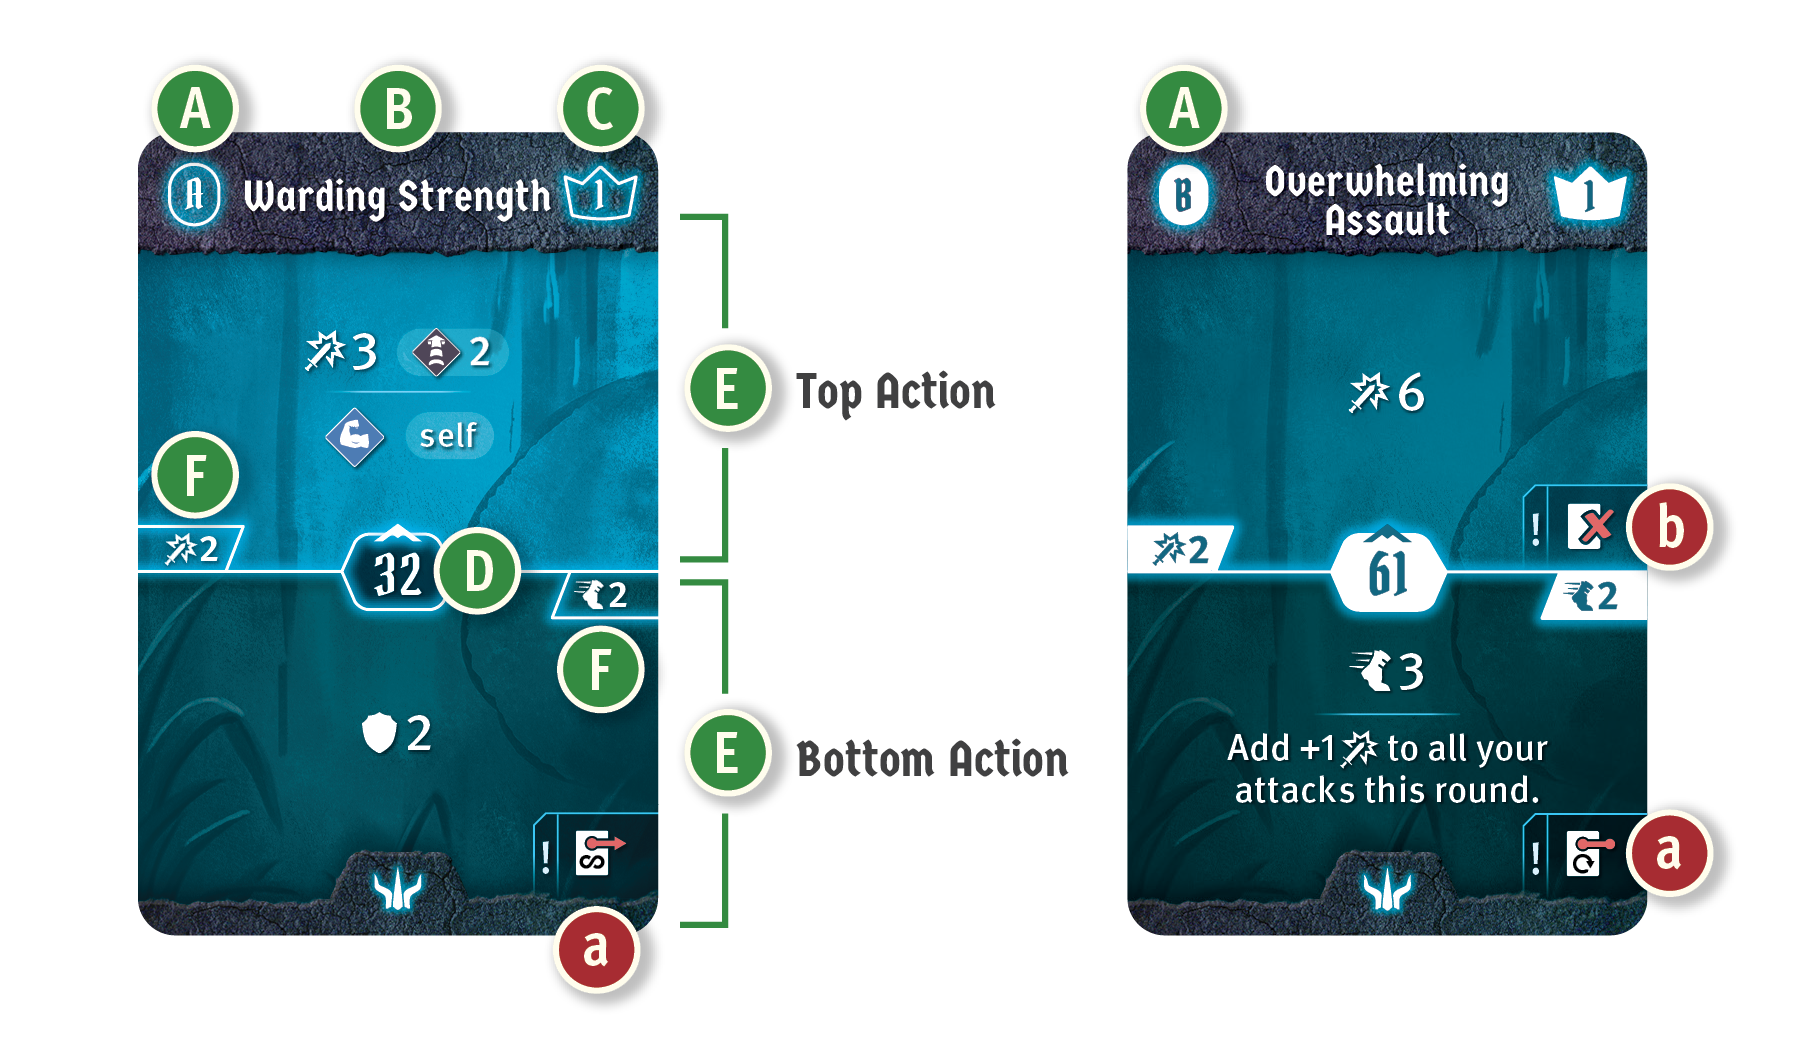 A
B
C
A
Warding Strength
1
3
2
self
F
2
32
D
2
F
2
!
a
E
Top Action
E
Bottom Action
A
B
Overwhelming
Assault
1
6
!
b
2
61
2
3
Add +1 to all your
attacks this round.
!
a